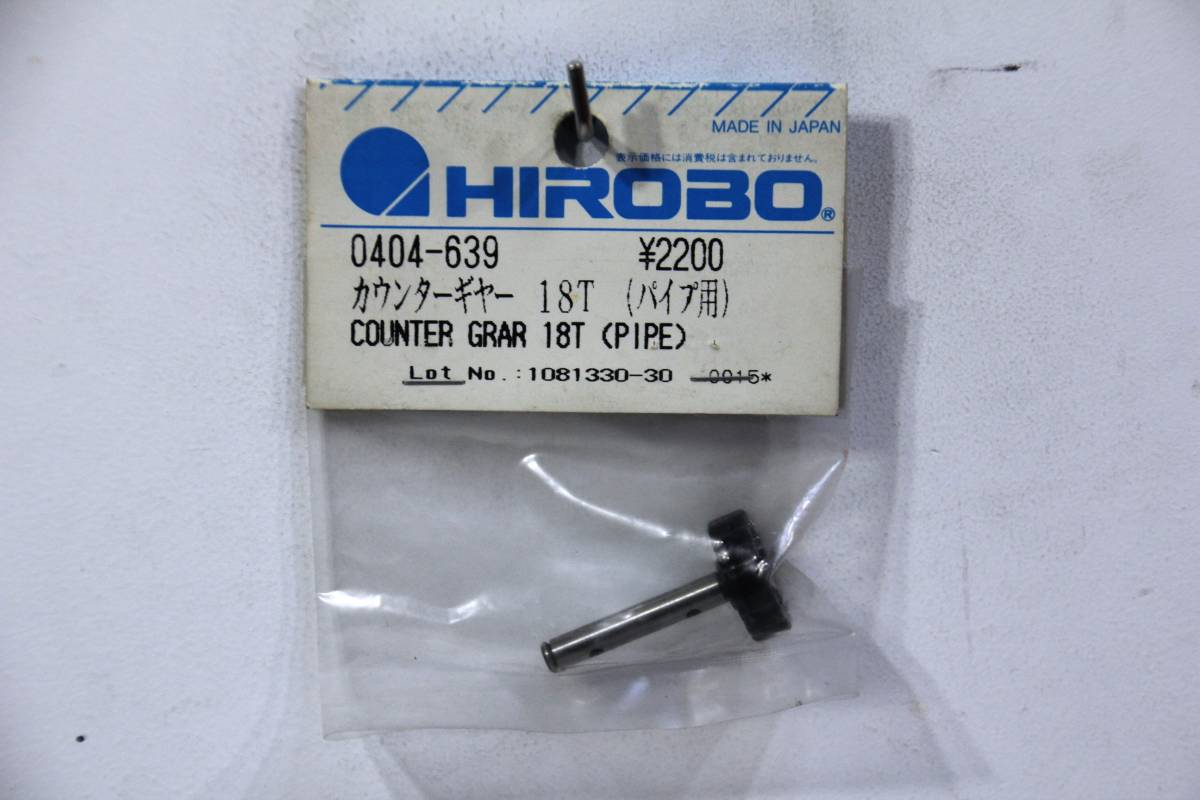 MADE IN JAPAN
表示価格には消費税は含まれておりません。
HIROBO®
0404-639 ¥2200
カウンターギヤー 18T (パイプ用)
COUNTER GRAR 18T (PIPE)
Lot No.:1081330-30 0015*